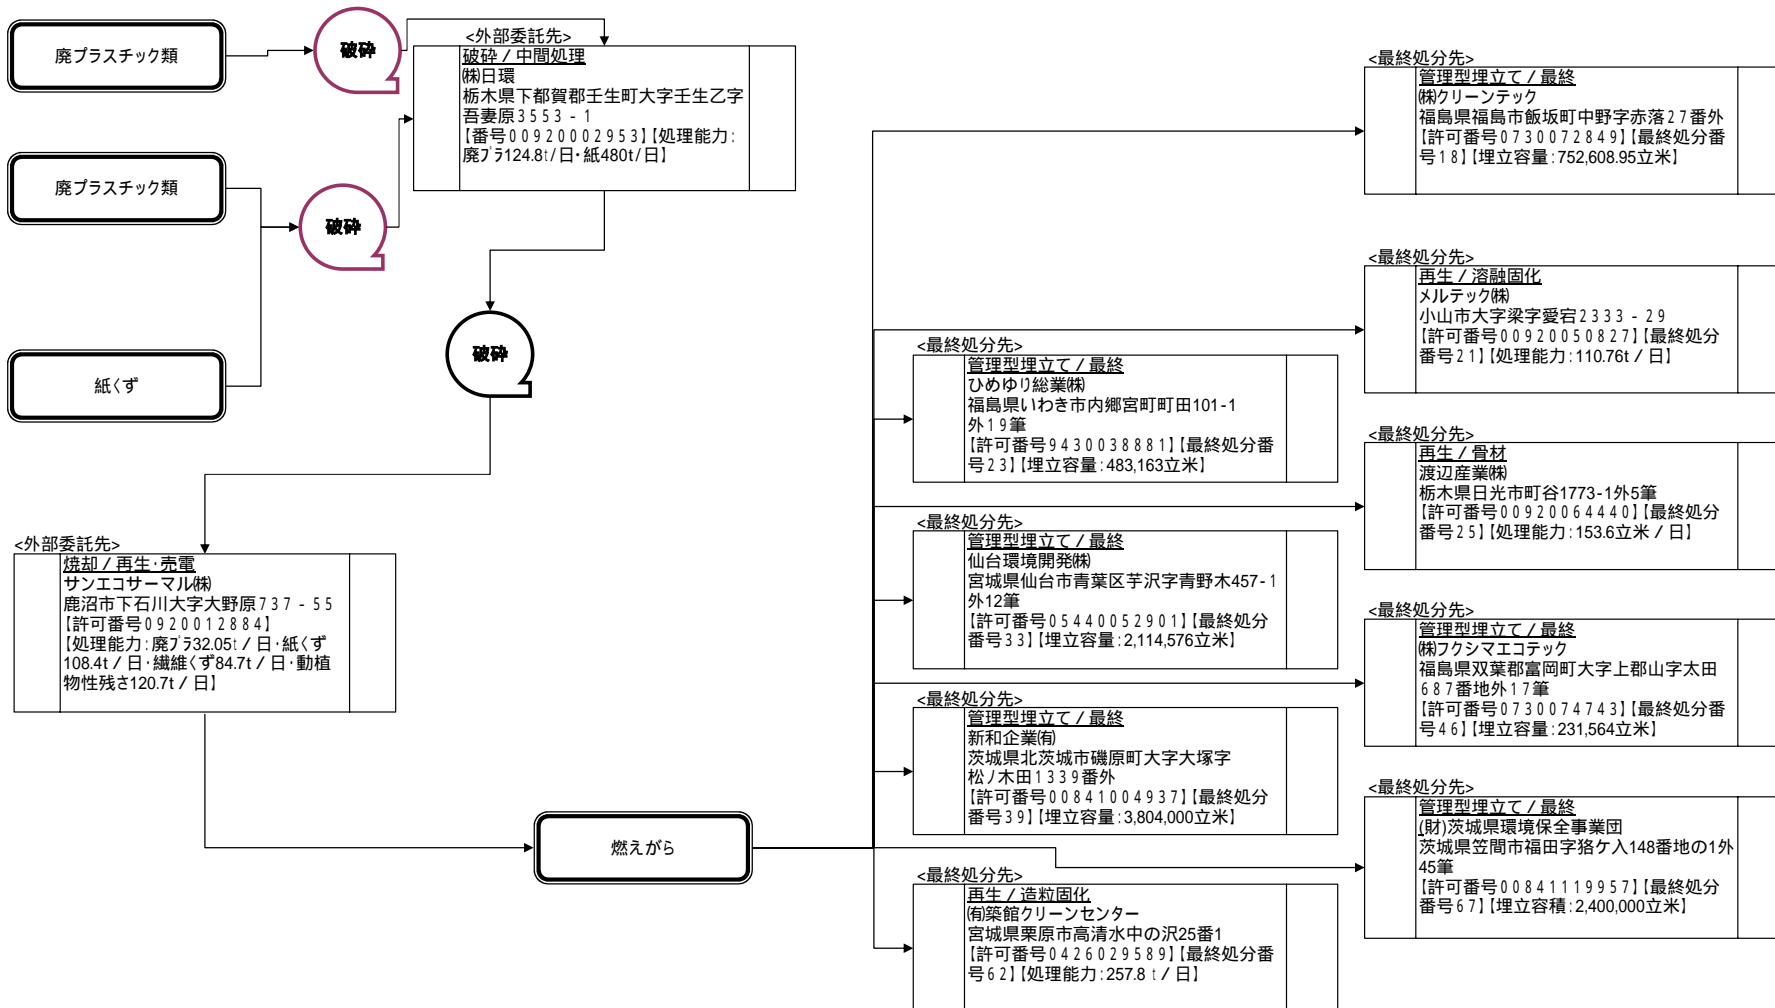 廃プラスチック類
破砕
廃プラスチック類
破砕
紙くず
<外部委託先>
破砕／中間処理
㈱日環
栃木県下都賀郡壬生町大字壬生乙字
吾妻原3553－1
【番号00920002953】【処理能力：
廃プラ124.8t/日・紙480t/日】
破砕
<外部委託先>
焼却／再生・売電
サンエコサーマル㈱
鹿沼市下石川大字大野原737－55
【許可番号0920012884】
【処理能力：廃プラ32.05t／日・紙くず
108.4t／日・繊維くず84.7t／日・動植
物性残さ120.7t／日】
燃えがら
<最終処分先>
管理型埋立て／最終
ひめゆり総業㈱
福島県いわき市内郷宮町町田101-1
外19筆
【許可番号9430038881】【最終処分番
号23】【埋立容量：483,163立米】
<最終処分先>
管理型埋立て／最終
仙台環境開発㈱
宮城県仙台市青葉区芋沢字青野木457-1
外12筆
【許可番号05440052901】【最終処分
番号33】【埋立容量：2,114,576立米】
<最終処分先>
管理型埋立て／最終
新和企業㈲
茨城県北茨城市磯原町大字大塚字
松ノ木田1339番外
【許可番号00841004937】【最終処分
番号39】【埋立容量：3,804,000立米】
<最終処分先>
再生／造粒固化
㈲築館クリーンセンター
宮城県栗原市高清水中の沢25番1
【許可番号0426029589】【最終処分番
号62】【処理能力：257.8 t／日】
<最終処分先>
管理型埋立て／最終
㈱クリーンテック
福島県福島市飯坂町中野字赤落27番外
【許可番号0730072849】【最終処分番
号18】【埋立容量：752,608.95立米】
<最終処分先>
再生／溶融固化
メルテック㈱
小山市大字梁字愛宕2333－29
【許可番号00920050827】【最終処分
番号21】【処理能力：110.76t／日】
<最終処分先>
再生／骨材
渡辺産業㈱
栃木県日光市町谷1773-1外5筆
【許可番号00920064440】【最終処分
番号25】【処理能力：153.6立米／日】
<最終処分先>
管理型埋立て／最終
㈱フクシマエコテック
福島県双葉郡富岡町大字上郡山字太田
687番地外17筆
【許可番号0730074743】【最終処分番
号46】【埋立容量：231,564立米】
<最終処分先>
管理型埋立て／最終
(財)茨城県環境保全事業団
茨城県笠間市福田字狢ケ入148番地の1外
45筆
【許可番号00841119957】【最終処分
番号67】【埋立容積：2,400,000立米】